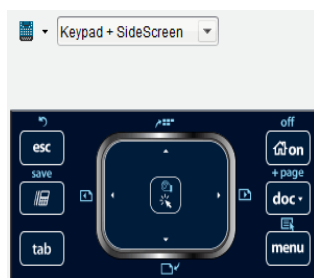 Keypad + SideScreen
off
esc
on
save
+ page
doc
tab
menu